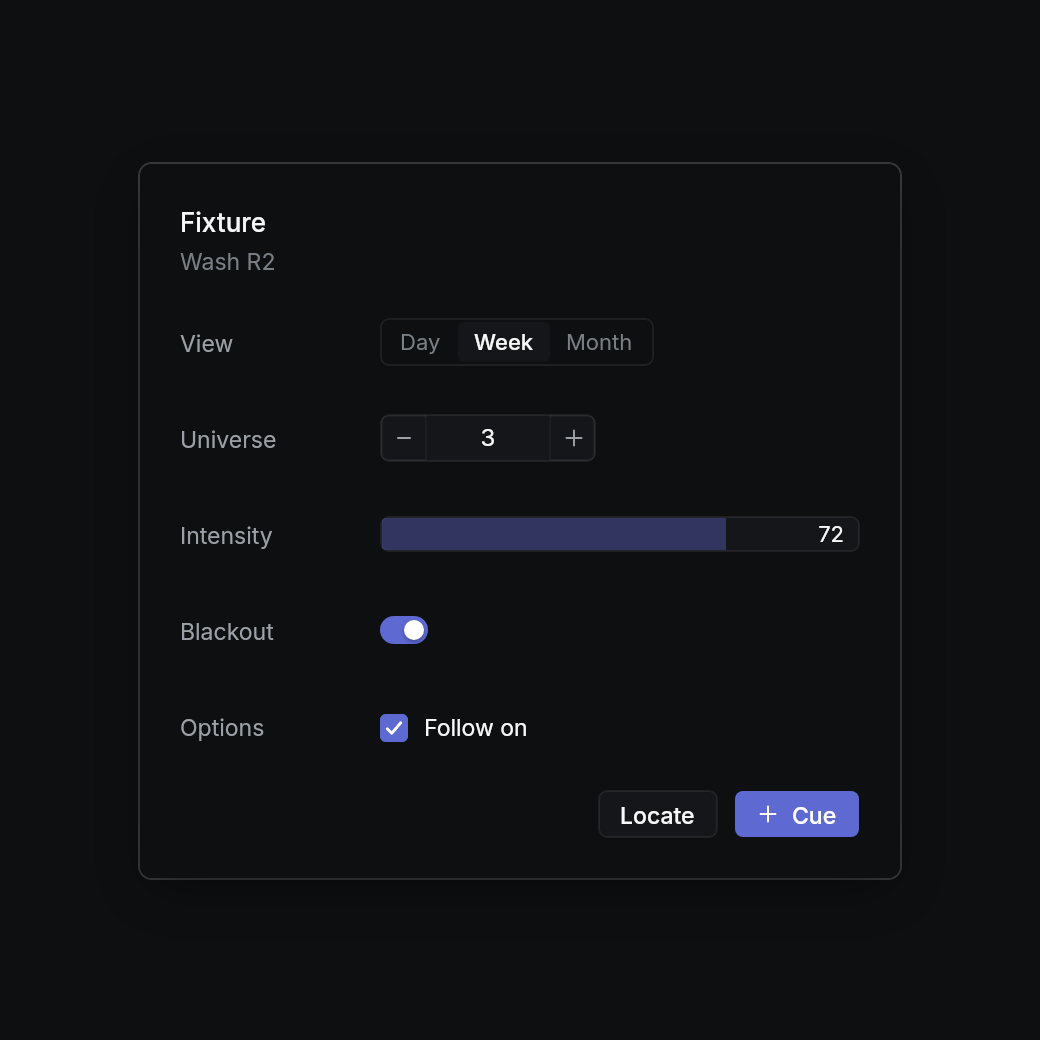 Fixture
Wash R2
View Day Week Month
Universe − 3 +
Intensity 72
Blackout
Options Follow on
Locate + Cue